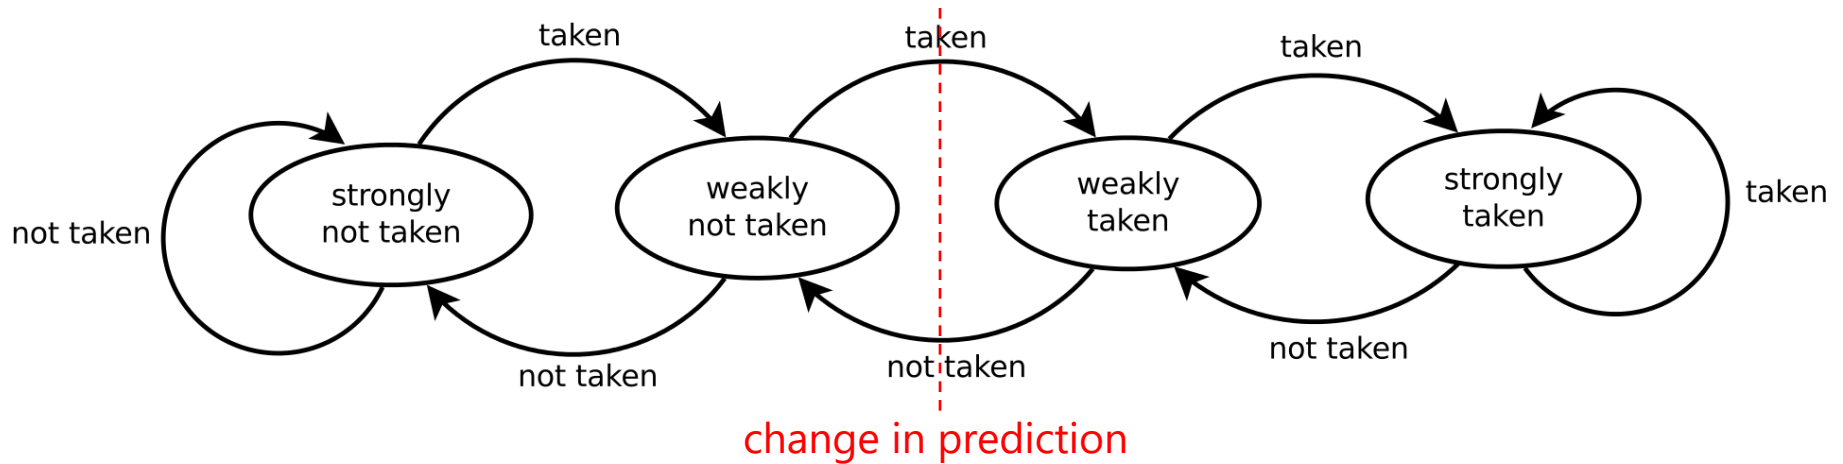 taken
taken
taken
strongly
not taken
weakly
not taken
weakly
taken
strongly
taken
not taken
taken
not taken
not taken
not taken
change in prediction